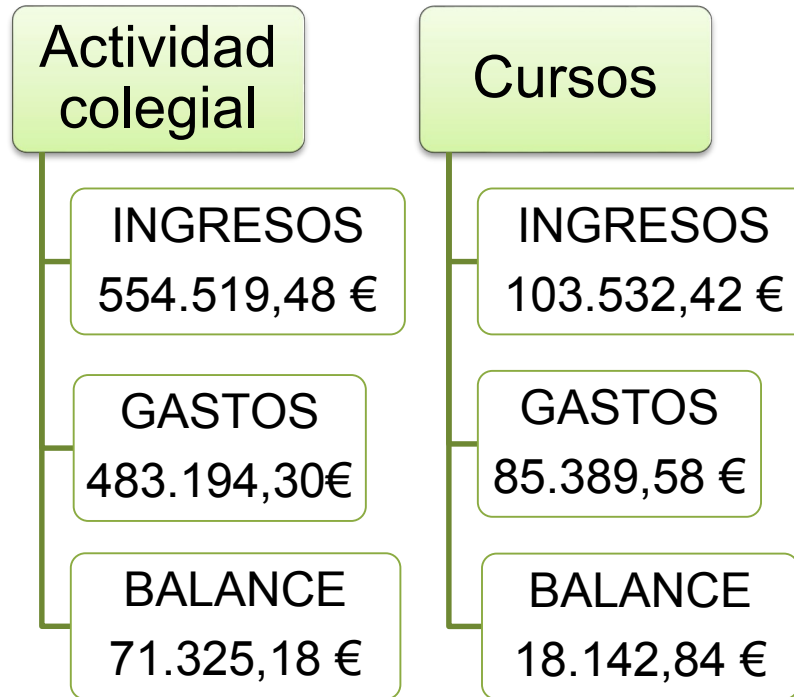 Actividad
colegial
INGRESOS
554.519,48 €
GASTOS
483.194,30€
BALANCE
71.325,18 €
Cursos
INGRESOS
103.532,42 €
GASTOS
85.389,58 €
BALANCE
18.142,84 €